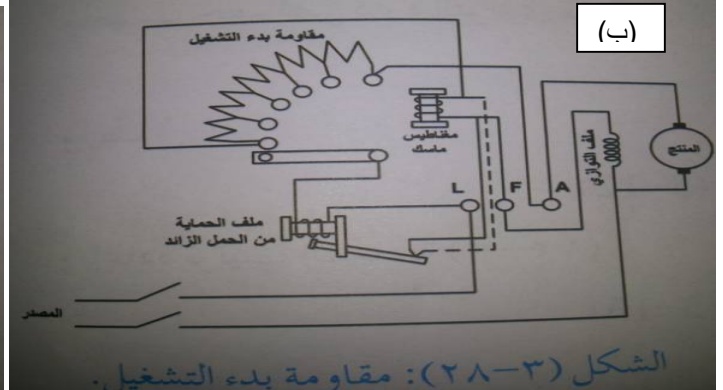 (ب)
مقاومة بدء التشغيل
مغناطيس
ماسك
ملف التوازي
المنتج
L
F
A
ملف الحماية
من الحمل الزائد
المصدر
الشكل (٣-٢٨): مقاومة بدء التشغيل.